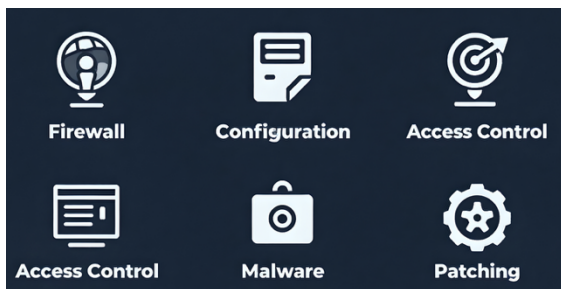 Firewall
Configuration
Access Control
Access Control
Malware
Patching